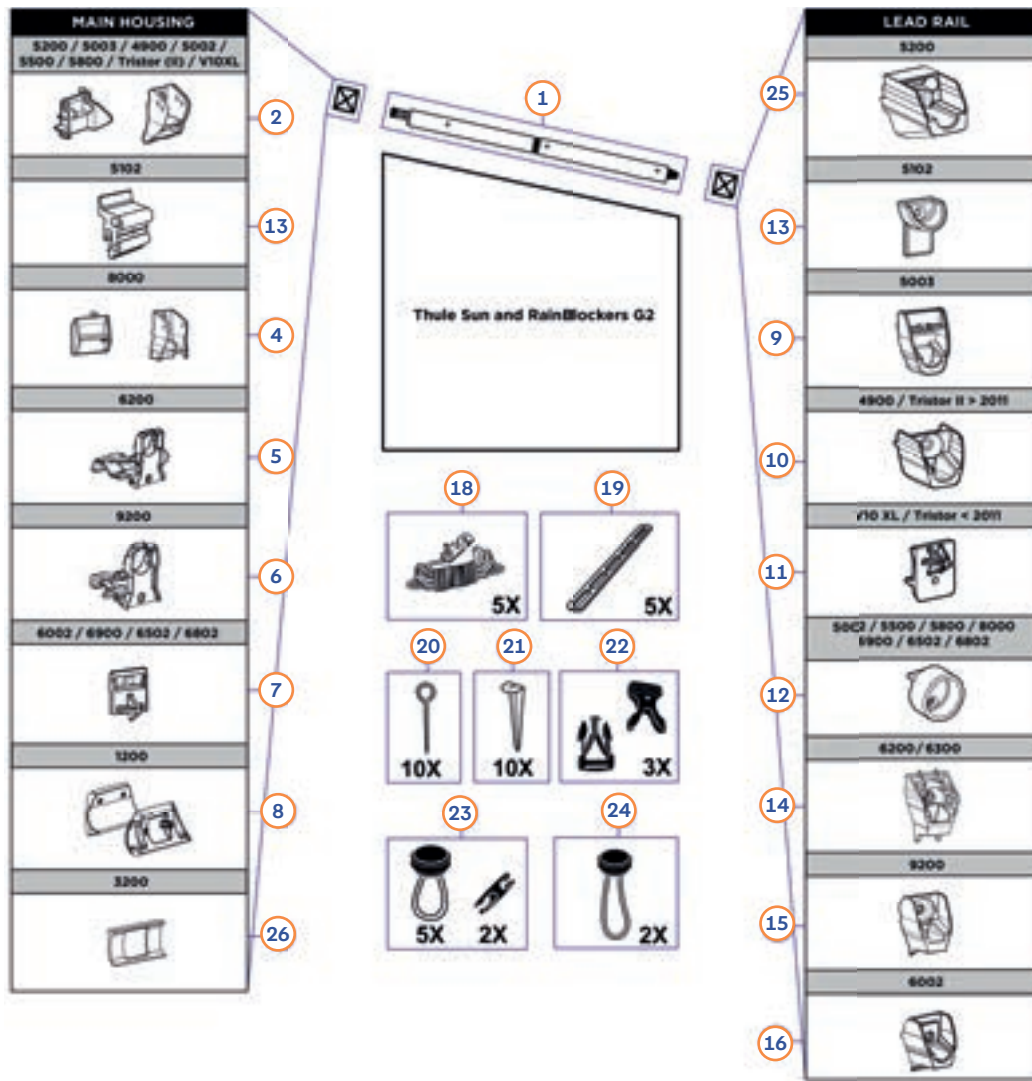 MAIN HOUSING
5200 / 5003 / 4900 / 5002 /
5500 / 5800 / Tristor (II) / V10XL
2
5102
13
8000
4
6200
5
9200
6
6002 / 6900 / 6502 / 6802
7
1200
8
3200
26
1
Thule Sun and RainBlockers G2
18
5X
19
5X
20
10X
21
10X
22
3X
23
5X 2X
24
2X
LEAD RAIL
5200
25
5102
13
5003
9
4900 / Tristor II > 2011
10
V10 XL / Tristor < 2011
11
5002 / 5500 / 5800 / 8000
6900 / 6502 / 6802
12
6200 / 6300
14
9200
15
6002
16